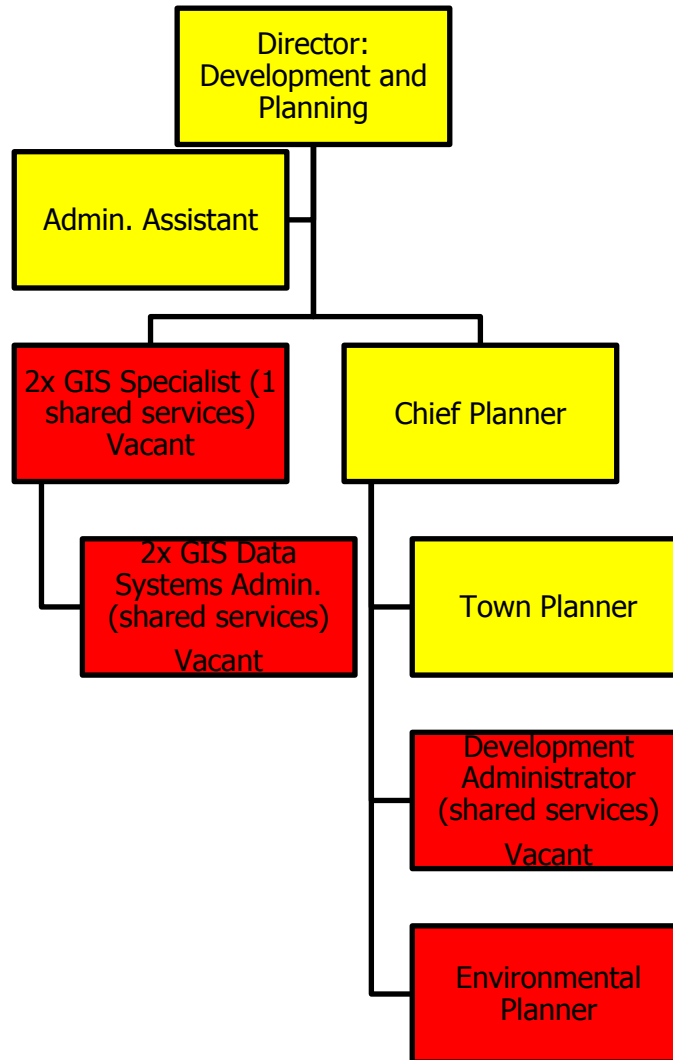 Director:
Development and
Planning
Admin. Assistant
2x GIS Specialist (1
shared services)
Vacant
Chief Planner
2x GIS Data
Systems Admin.
(shared services)
Vacant
Town Planner
Development
Administrator
(shared services)
Vacant
Environmental
Planner